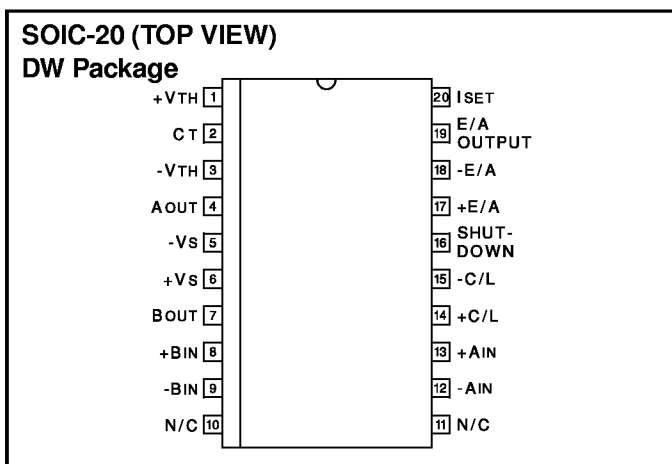 SOIC-20 (TOP VIEW)
DW Package
+VTH 1
CT 2
-VTH 3
AOUT 4
-VS 5
+VS 6
BOUT 7
+BIN 8
-BIN 9
N/C 10
20 ISET
19 E/A
OUTPUT
18 -E/A
17 +E/A
16 SHUT-
DOWN
15 -C/L
14 +C/L
13 +AIN
12 -AIN
11 N/C